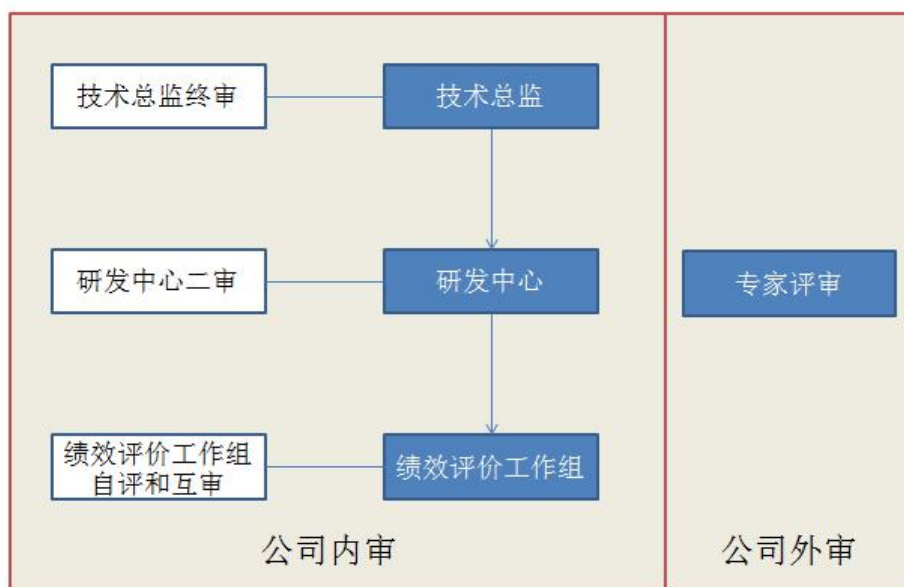 技术总监终审
技术总监
研发中心二审
研发中心
专家评审
绩效评价工作组
自评和互审
绩效评价工作组
公司内审
公司外审